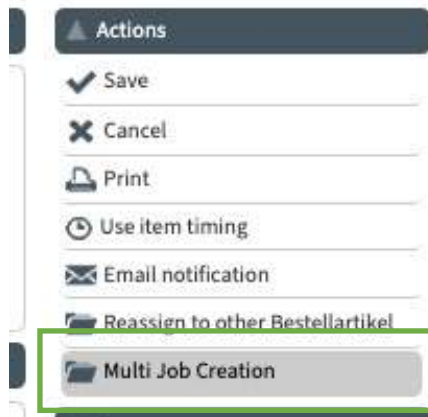 Actions
Save
Cancel
Print
Use item timing
Email notification
Reassign to other Bestellartikel
Multi Job Creation